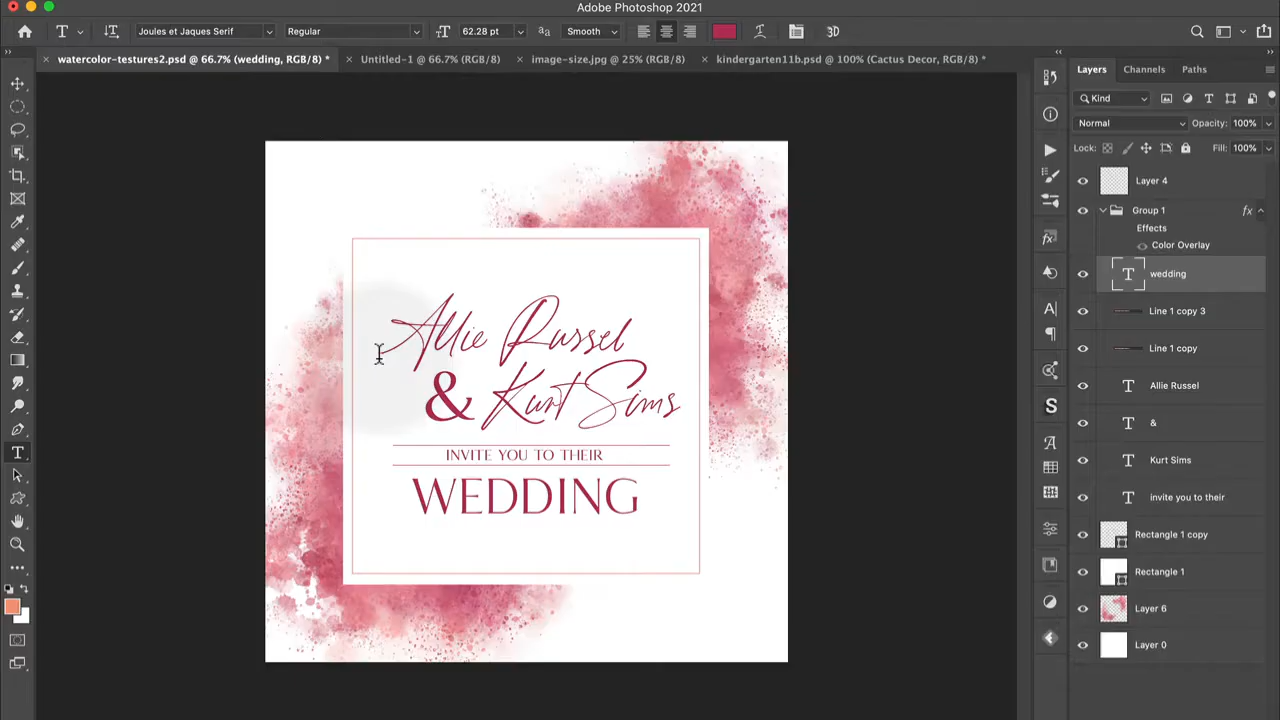 Adobe Photoshop 2021
Joules et Jaques Serif
Regular
62.28 pt
Smooth
3D
watercolor-testures2.psd @ 66.7% (wedding, RGB/8) *
Untitled-1 @ 66.7% (RGB/8)
image-size.jpg @ 25% (RGB/8)
kindergarten11b.psd @ 100% (Cactus Decor, RGB/8) *
Allie Russel
& Kurt Sims
INVITE YOU TO THEIR
WEDDING
Layers
Channels
Paths
Kind
Normal
Opacity: 100%
Lock:
Fill: 100%
Layer 4
Group 1
fx
Effects
Color Overlay
wedding
Line 1 copy 3
Line 1 copy
Allie Russel
&
Kurt Sims
invite you to their
Rectangle 1 copy
Rectangle 1
Layer 6
Layer 0